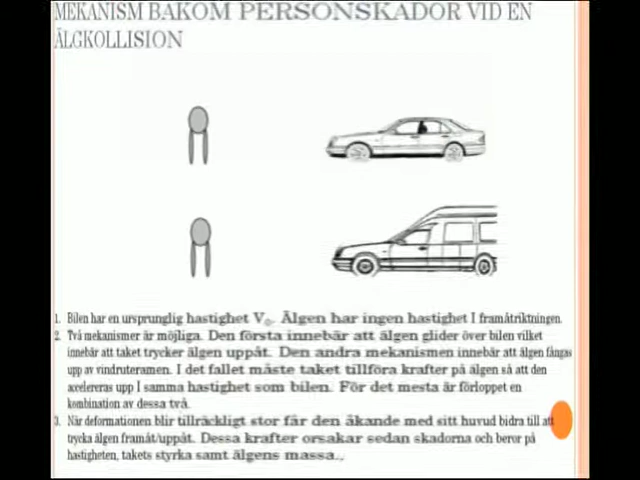 MEKANISM BAKOM PERSONSKADOR VID EN
ÄLGKOLLISION
1. Bilen har en ursprunglig hastighet V₀. Älgen har ingen hastighet I framåtriktningen.
2. Två mekanismer är möjliga. Den första innebär att älgen glider över bilen vilket
innebär att taket trycker älgen uppåt. Den andra mekanismen innebär att älgen fångas
upp av vindruteramen. I det fallet måste taket tillföra krafter på älgen så att den
axelereras upp I samma hastighet som bilen. För det mesta är förloppet en
kombination av dessa två.
3. När deformationen blir tillräckligt stor får den åkande med sitt huvud bidra till att
trycka älgen framåt/uppåt. Dessa krafter orsakar sedan skadorna och beror på
hastigheten, takets styrka samt älgens massa..